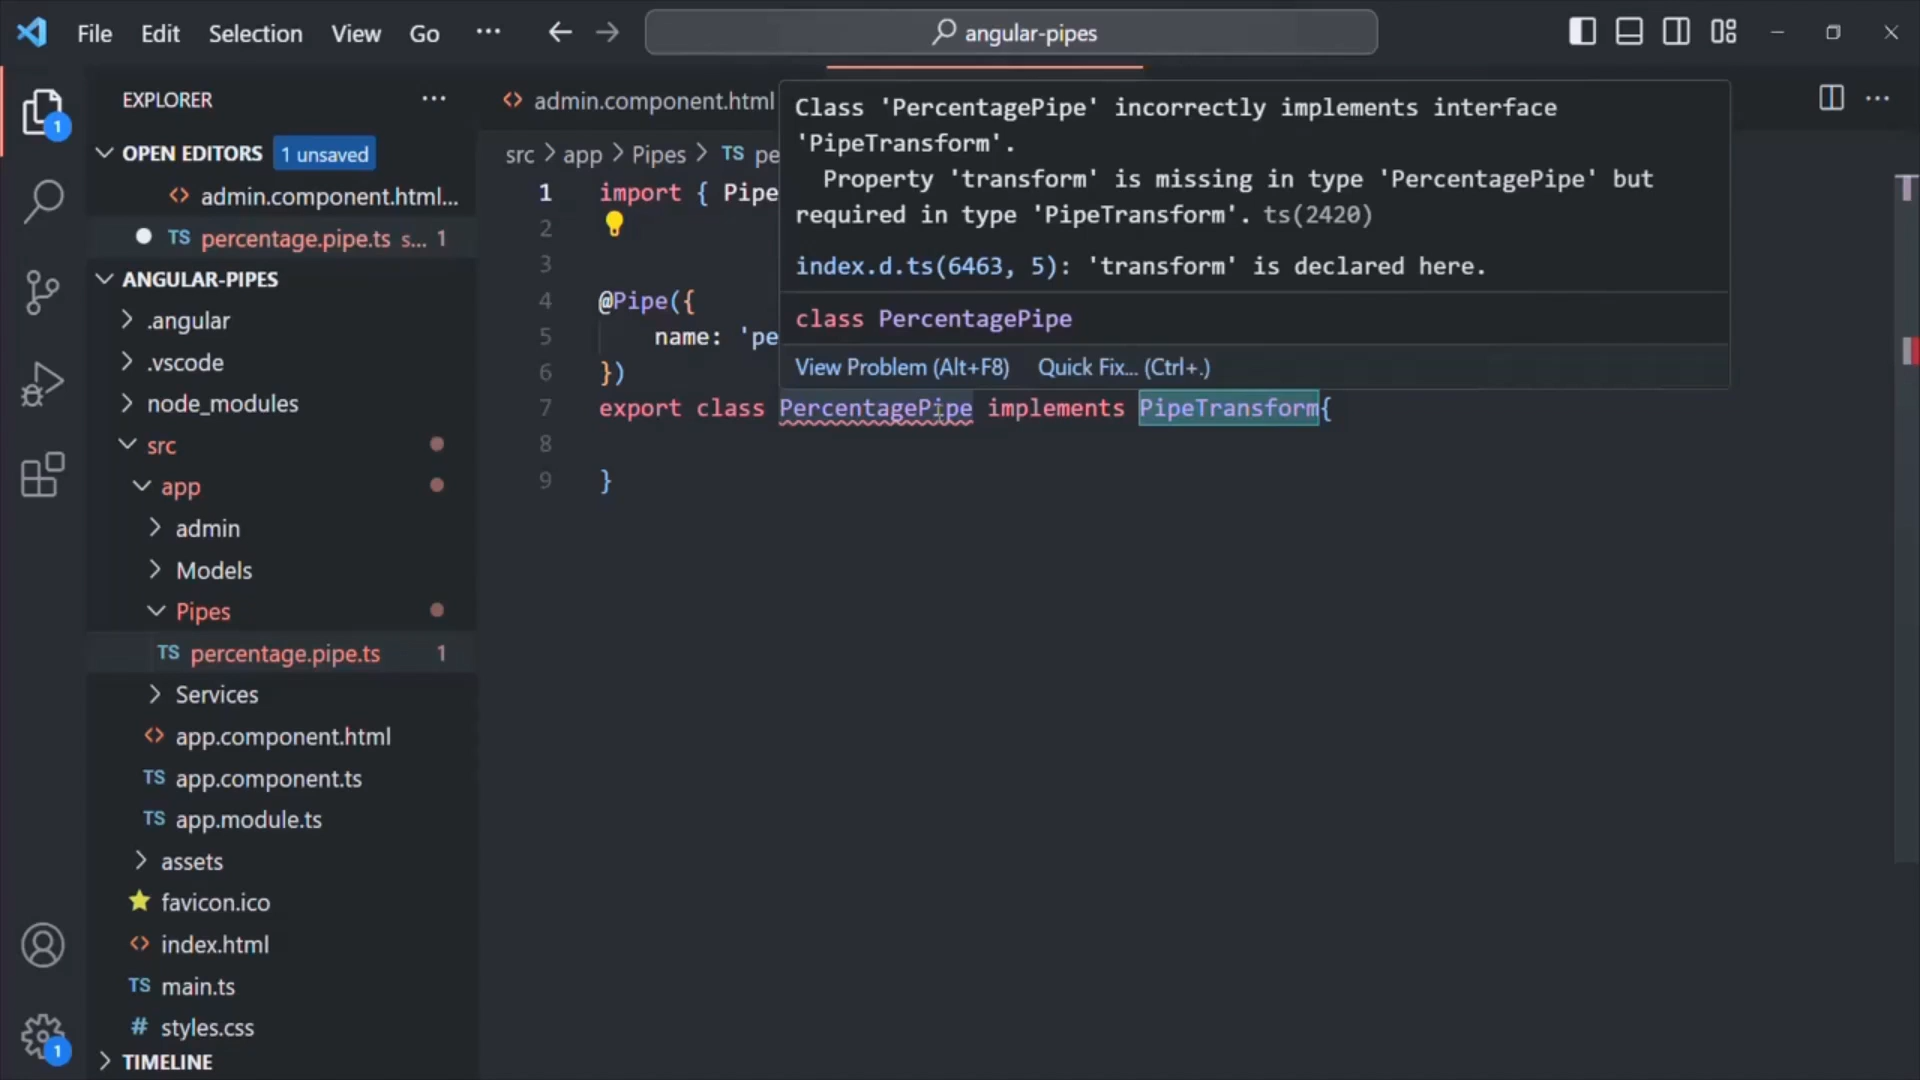 File Edit Selection View Go ··· angular-pipes
EXPLORER ···
OPEN EDITORS 1 unsaved
admin.component.html...
TS percentage.pipe.ts s... 1
ANGULAR-PIPES
.angular
.vscode
node_modules
src
app
admin
Models
Pipes
TS percentage.pipe.ts 1
Services
app.component.html
TS app.component.ts
TS app.module.ts
assets
favicon.ico
index.html
TS main.ts
# styles.css
TIMELINE
1
1
admin.component.html
src > app > Pipes > TS pe
Class 'PercentagePipe' incorrectly implements interface
'PipeTransform'.
Property 'transform' is missing in type 'PercentagePipe' but
required in type 'PipeTransform'. ts(2420)
index.d.ts(6463, 5): 'transform' is declared here.
class PercentagePipe
View Problem (Alt+F8) Quick Fix... (Ctrl+.)
1 import { Pipe
2
3
4 @Pipe({
5 name: 'pe
6 })
7 export class PercentagePipe implements PipeTransform{
8
9 }